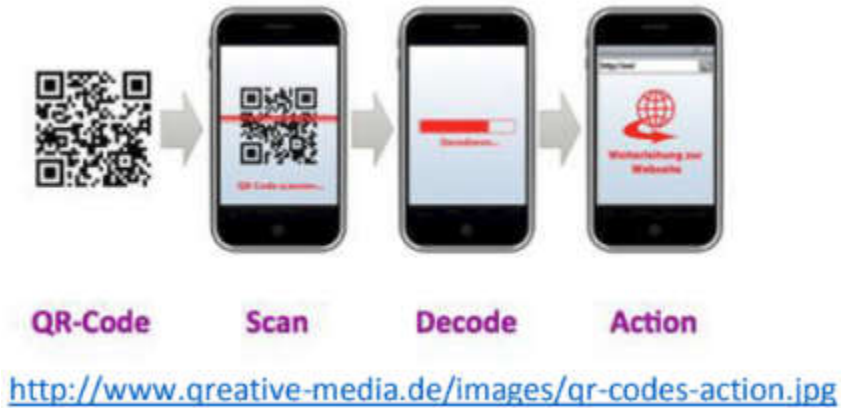 http://
QR Code scannen...
Decodieren...
Weiterleitung zur
Webseite
QR-Code Scan Decode Action
http://www.qreative-media.de/images/qr-codes-action.jpg